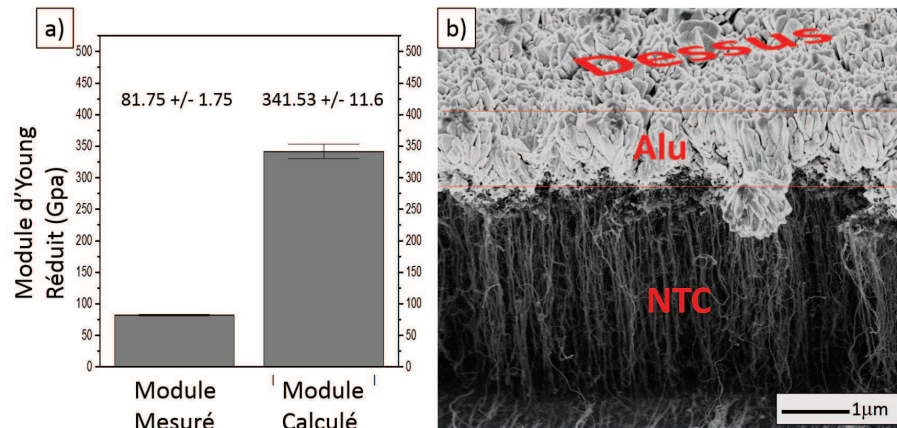 a)
Module d'Young
Réduit (Gpa)
500
450
400
350
300
250
200
150
100
50
0
500
450
400
350
300
250
200
150
100
50
0
81.75 +/- 1.75
341.53 +/- 11.6
Module
Mesuré
Module
Calculé
b)
Dessus
Alu
NTC
1µm